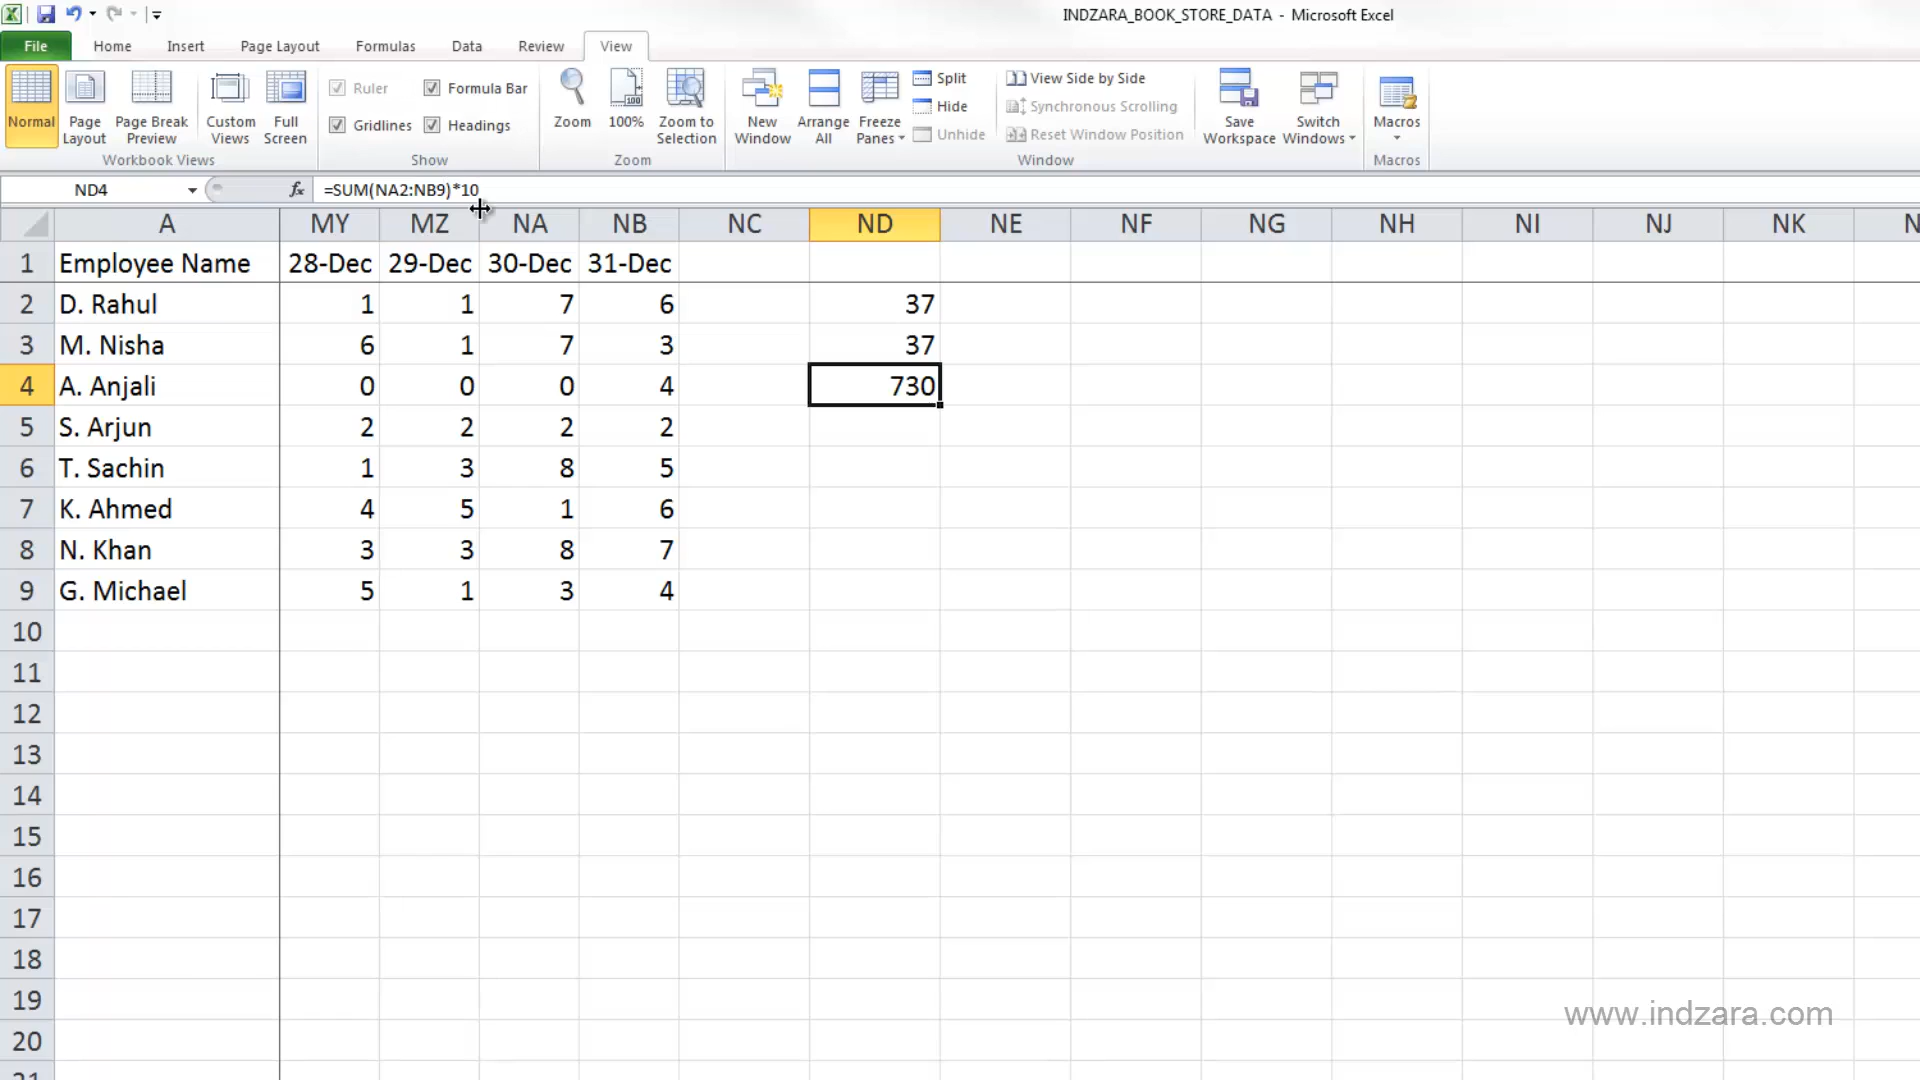 INDZARA_BOOK_STORE_DATA - Microsoft Excel
File Home Insert Page Layout Formulas Data Review View
Normal
Page Layout
Page Break Preview
Custom Views
Full Screen
Workbook Views
Ruler
Formula Bar
Gridlines
Headings
Show
Zoom
100%
Zoom to Selection
Zoom
New Window
Arrange All
Freeze Panes
Split
Hide
Unhide
View Side by Side
Synchronous Scrolling
Reset Window Position
Window
Save Workspace
Switch Windows
Macros
Macros
ND4 fx =SUM(NA2:NB9)*10
A MY MZ NA NB NC ND NE NF NG NH NI NJ NK
1 Employee Name 28-Dec 29-Dec 30-Dec 31-Dec
2 D. Rahul 1 1 7 6 37
3 M. Nisha 6 1 7 3 37
4 A. Anjali 0 0 0 4 730
5 S. Arjun 2 2 2 2
6 T. Sachin 1 3 8 5
7 K. Ahmed 4 5 1 6
8 N. Khan 3 3 8 7
9 G. Michael 5 1 3 4
10
11
12
13
14
15
16
17
18
19
20
www.indzara.com